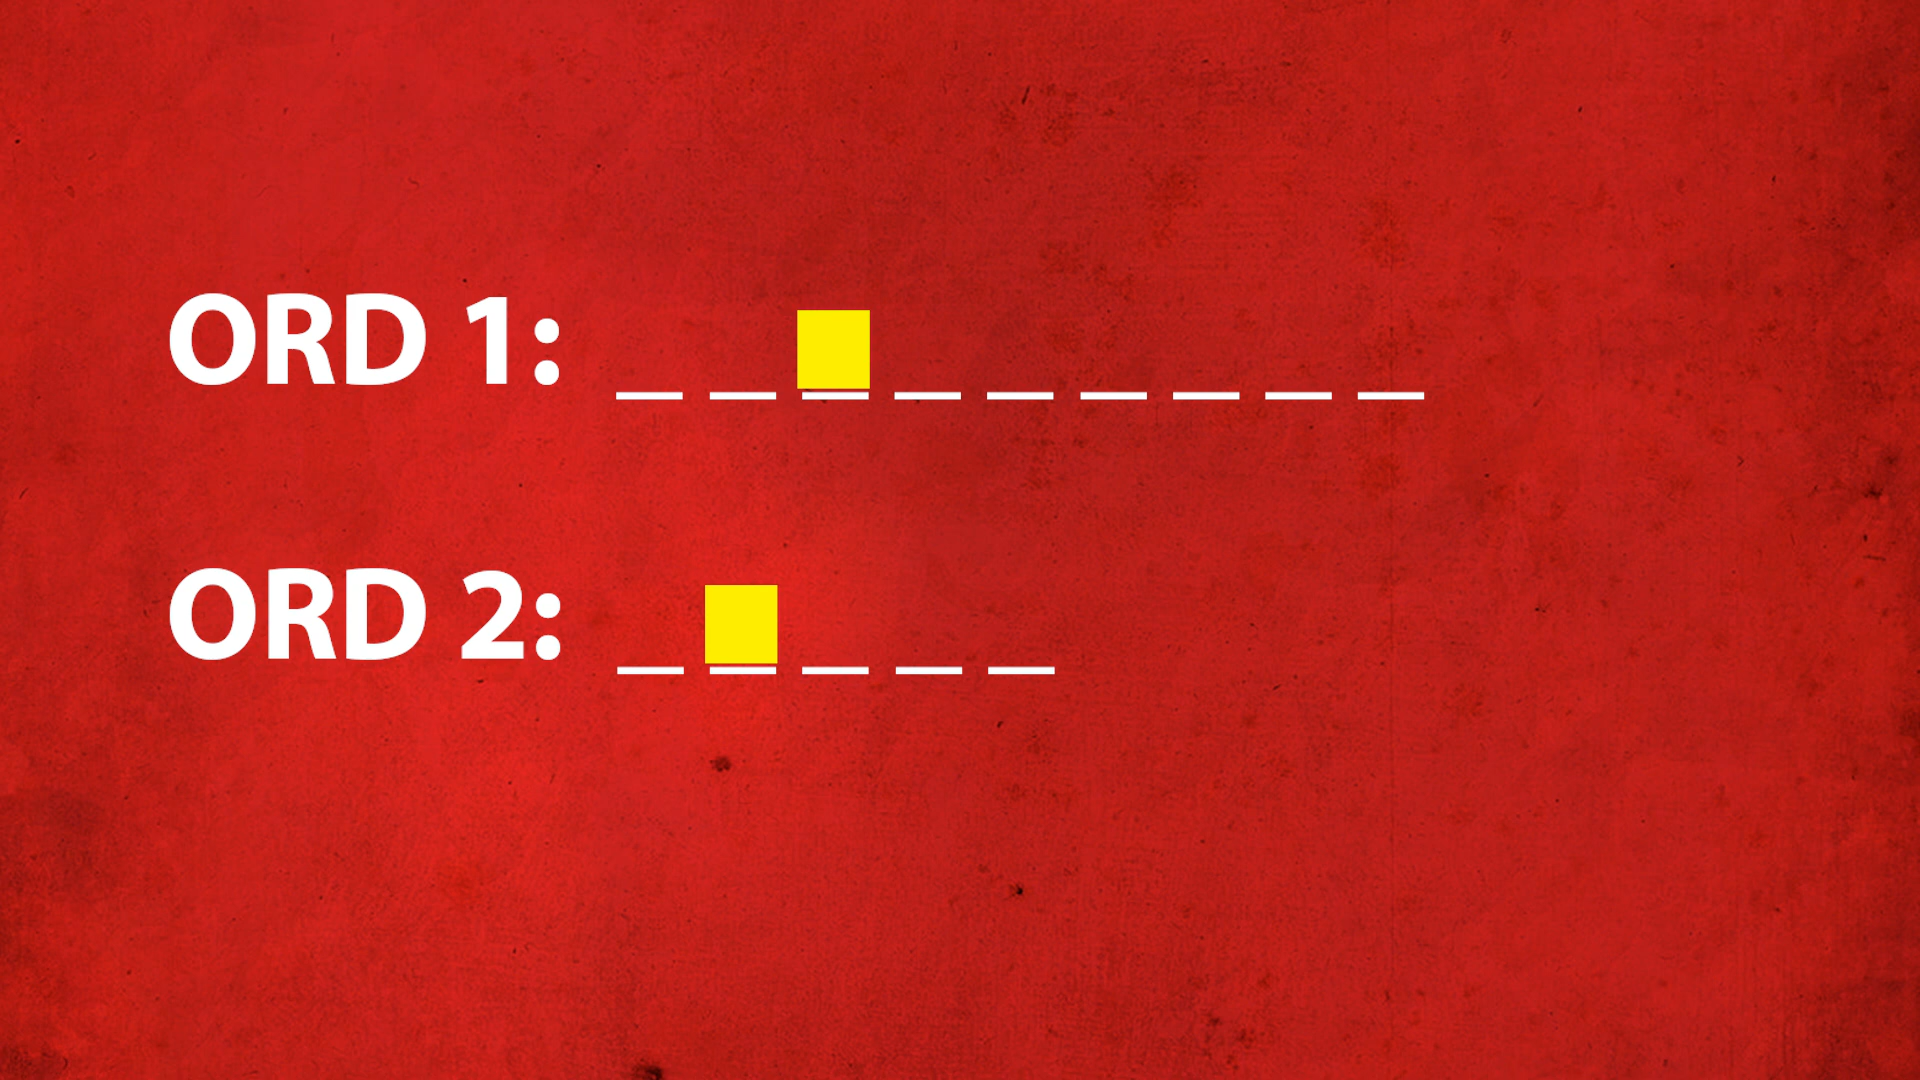 ORD 1: _ _ _ _ _ _ _ _ _
ORD 2: _ _ _ _ _